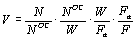 V = N/N^OC · N^OC/W · W/F_a · F_a/F